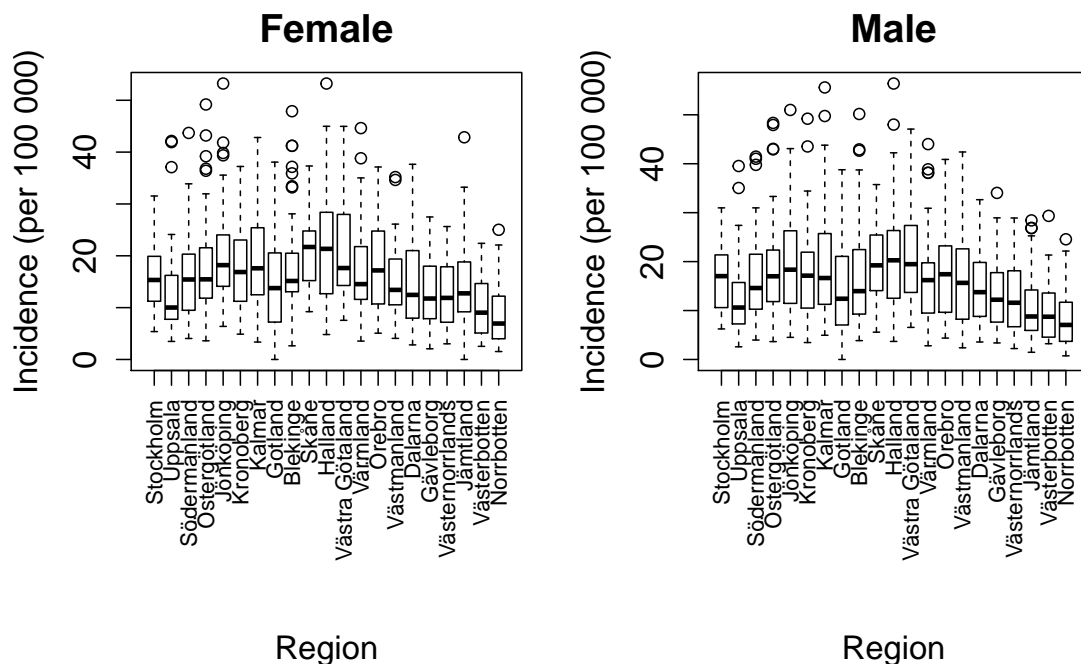 Female
Incidence (per 100 000)
0
20
40
Stockholm
Uppsala
Södermanland
Östergötland
Jönköping
Kronoberg
Kalmar
Gotland
Blekinge
Skåne
Halland
Västra Götaland
Värmland
Örebro
Västmanland
Dalarna
Gävleborg
Västernorrlands
Jämtland
Västerbotten
Norrbotten
Region
Male
Incidence (per 100 000)
0
20
40
Stockholm
Uppsala
Södermanland
Östergötland
Jönköping
Kronoberg
Kalmar
Gotland
Blekinge
Skåne
Halland
Västra Götaland
Värmland
Örebro
Västmanland
Dalarna
Gävleborg
Västernorrlands
Jämtland
Västerbotten
Norrbotten
Region